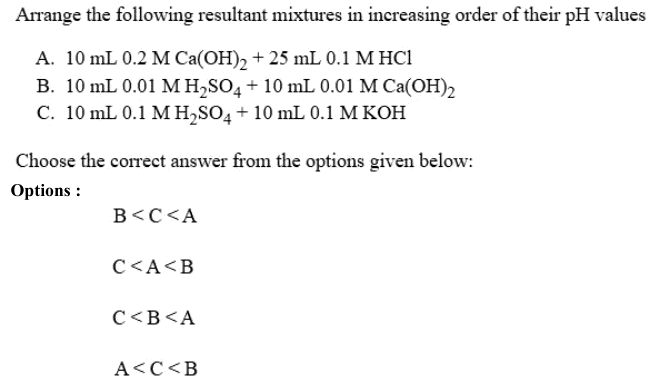 Arrange the following resultant mixtures in increasing order of their pH values
A. 10 mL 0.2 M Ca(OH)₂ + 25 mL 0.1 M HCl
B. 10 mL 0.01 M H₂SO₄ + 10 mL 0.01 M Ca(OH)₂
C. 10 mL 0.1 M H₂SO₄ + 10 mL 0.1 M KOH
Choose the correct answer from the options given below:
Options :
B < C < A
C < A < B
C < B < A
A < C < B